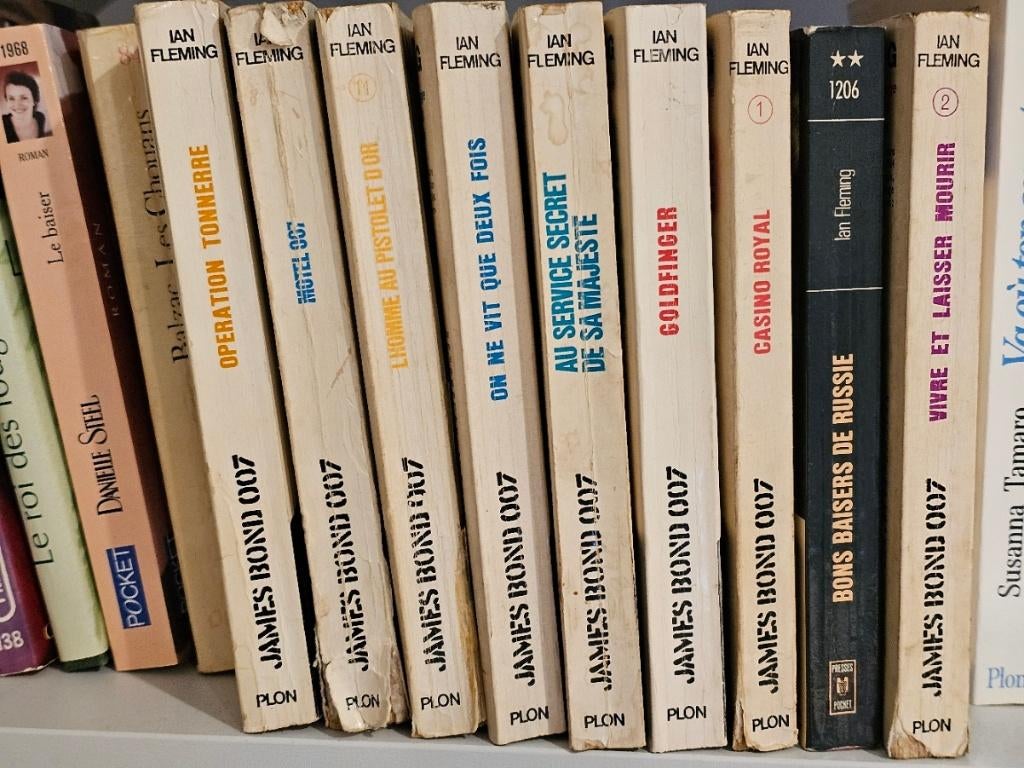 138
Le roi des
1968
ROMAN
Le baiser
DANIELLE STEEL
POCKET
ROMAN
Balzac Les Chouans
IAN
FLEMING
OPERATION TONNERRE
JAMES BOND 007
PLON
IAN
FLEMING
MOTEL 007
JAMES BOND 007
PLON
IAN
FLEMING
11
L'HOMME AU PISTOLET D'OR
JAMES BOND 007
PLON
IAN
FLEMING
ON NE VIT QUE DEUX FOIS
JAMES BOND 007
PLON
IAN
FLEMING
AU SERVICE SECRET
DE SA MAJESTÉ
JAMES BOND 007
PLON
IAN
FLEMING
GOLDFINGER
JAMES BOND 007
PLON
IAN
FLEMING
1
CASINO ROYAL
JAMES BOND 007
PLON
★★
1206
Ian Fleming
BONS BAISERS DE RUSSIE
PRESSES
POCKET
IAN
FLEMING
2
VIVRE ET LAISSER MOURIR
JAMES BOND 007
PLON
Susanna Tamaro
Plon